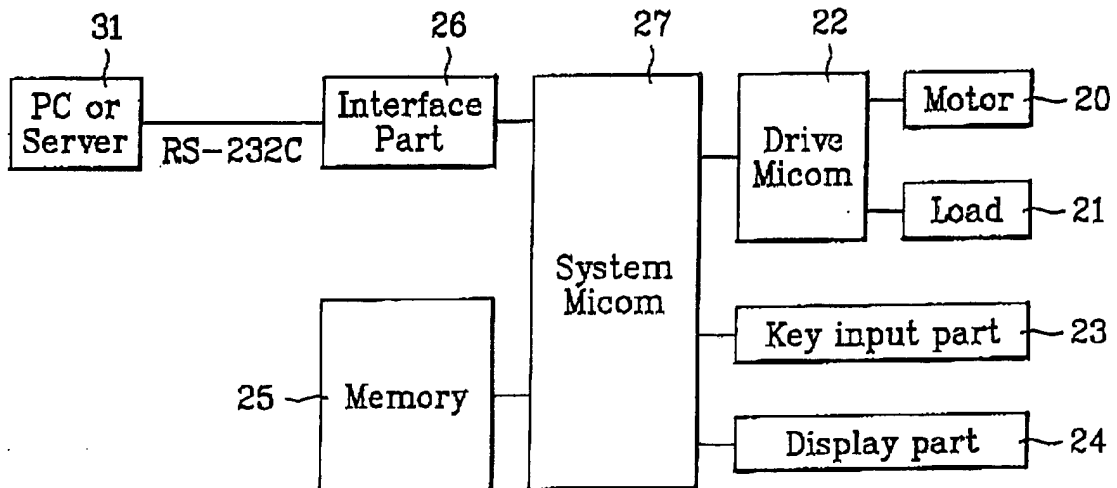 31
26
27
22
PC or
Server
RS-232C
Interface
Part
Drive
Micom
Motor
20
Load
21
System
Micom
Key input part
23
25
Memory
Display part
24